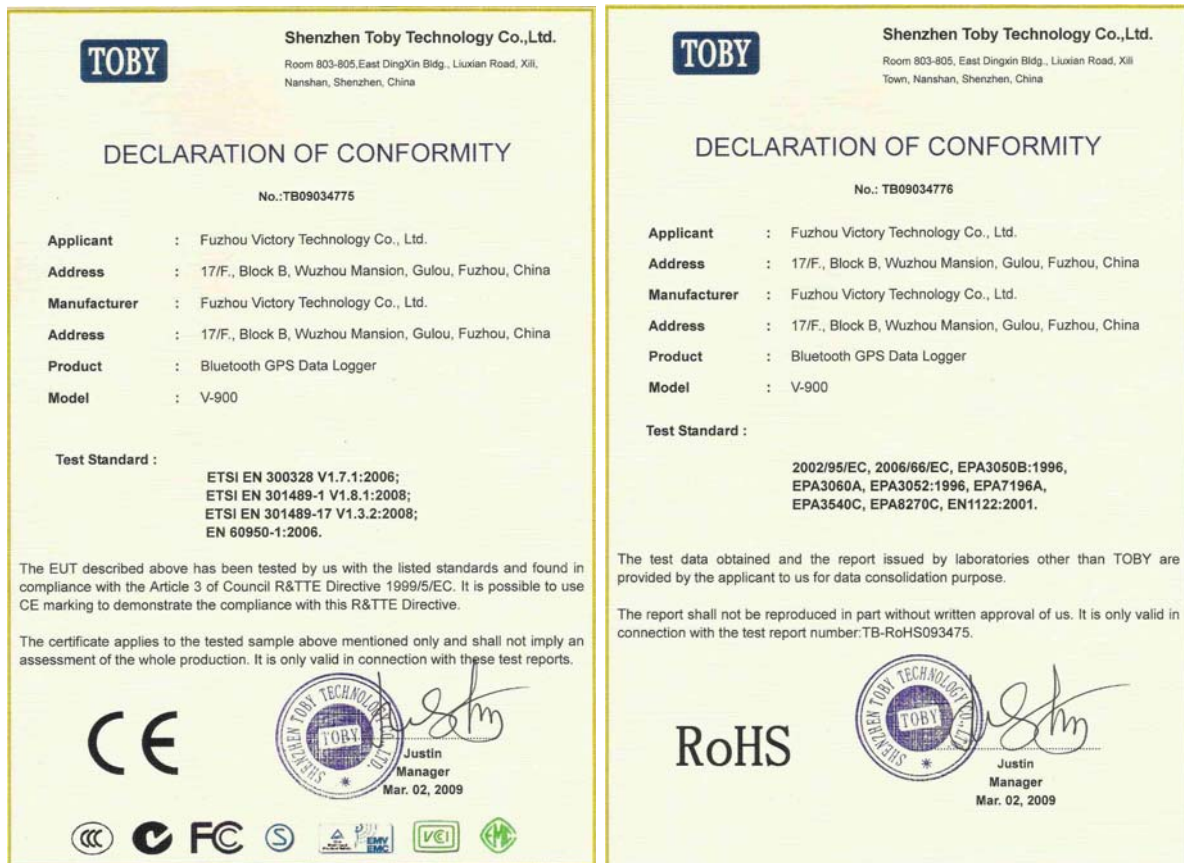 TOBY
Shenzhen Toby Technology Co.,Ltd.
Room 803-805,East DingXin Bldg., Liuxian Road, Xili,
Nanshan, Shenzhen, China
DECLARATION OF CONFORMITY
No.:TB09034775
Applicant : Fuzhou Victory Technology Co., Ltd.
Address : 17/F., Block B, Wuzhou Mansion, Gulou, Fuzhou, China
Manufacturer : Fuzhou Victory Technology Co., Ltd.
Address : 17/F., Block B, Wuzhou Mansion, Gulou, Fuzhou, China
Product : Bluetooth GPS Data Logger
Model : V-900
Test Standard :
ETSI EN 300328 V1.7.1:2006;
ETSI EN 301489-1 V1.8.1:2008;
ETSI EN 301489-17 V1.3.2:2008;
EN 60950-1:2006.
The EUT described above has been tested by us with the listed standards and found in
compliance with the Article 3 of Council R&TTE Directive 1999/5/EC. It is possible to use
CE marking to demonstrate the compliance with this R&TTE Directive.
The certificate applies to the tested sample above mentioned only and shall not imply an
assessment of the whole production. It is only valid in connection with these test reports.
CE
SHENZHEN TOBY TECHNOLOGY CO.,LTD.
TOBY
Justin
Manager
Mar. 02, 2009
CCC
FC
S
EMV
EMC
VCI
EMC
TOBY
Shenzhen Toby Technology Co.,Ltd.
Room 803-805, East Dingxin Bldg., Liuxian Road, Xili
Town, Nanshan, Shenzhen, China
DECLARATION OF CONFORMITY
No.: TB09034776
Applicant : Fuzhou Victory Technology Co., Ltd.
Address : 17/F., Block B, Wuzhou Mansion, Gulou, Fuzhou, China
Manufacturer : Fuzhou Victory Technology Co., Ltd.
Address : 17/F., Block B, Wuzhou Mansion, Gulou, Fuzhou, China
Product : Bluetooth GPS Data Logger
Model : V-900
Test Standard :
2002/95/EC, 2006/66/EC, EPA3050B:1996,
EPA3060A, EPA3052:1996, EPA7196A,
EPA3540C, EPA8270C, EN1122:2001.
The test data obtained and the report issued by laboratories other than TOBY are
provided by the applicant to us for data consolidation purpose.
The report shall not be reproduced in part without written approval of us. It is only valid in
connection with the test report number:TB-RoHS093475.
RoHS
SHENZHEN TOBY TECHNOLOGY CO.,LTD
TOBY
Justin
Manager
Mar. 02, 2009